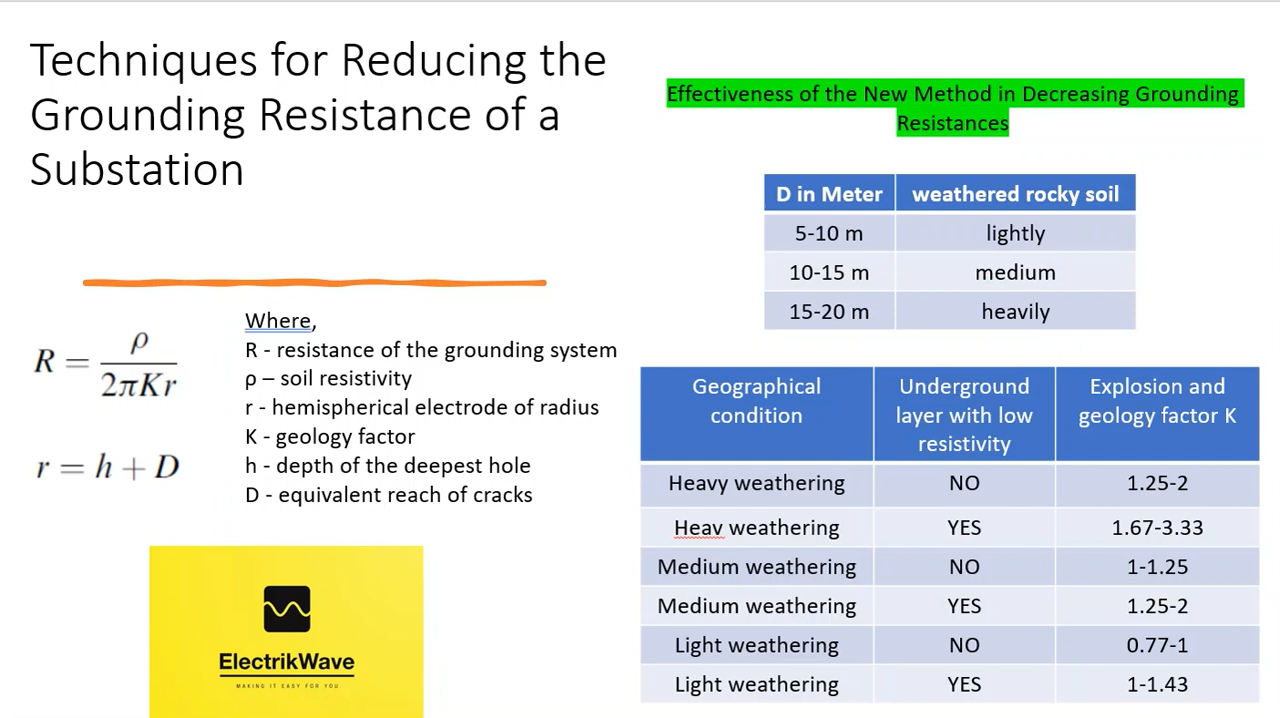 Techniques for Reducing the
Grounding Resistance of a
Substation
R = ρ / 2πKr
r = h + D
Where,
R - resistance of the grounding system
ρ – soil resistivity
r - hemispherical electrode of radius
K - geology factor
h - depth of the deepest hole
D - equivalent reach of cracks
ElectrikWave
MAKING IT EASY FOR YOU
Effectiveness of the New Method in Decreasing Grounding
Resistances
D in Meter weathered rocky soil
5-10 m lightly
10-15 m medium
15-20 m heavily
Geographical condition Underground layer with low resistivity Explosion and geology factor K
Heavy weathering NO 1.25-2
Heav weathering YES 1.67-3.33
Medium weathering NO 1-1.25
Medium weathering YES 1.25-2
Light weathering NO 0.77-1
Light weathering YES 1-1.43